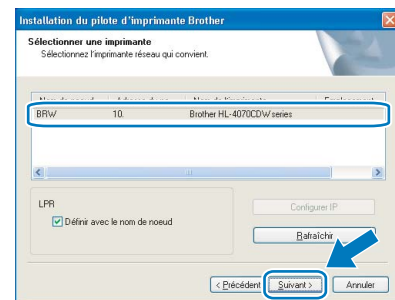 Installation du pilote d'imprimante Brother
Sélectionner une imprimante
Sélectionnez l'imprimante réseau qui convient.
BRW 10. Brother HL-4070CDW series
LPR
Configurer IP
Définir avec le nom de noeud
Rafraîchir
< Précédent Suivant > Annuler